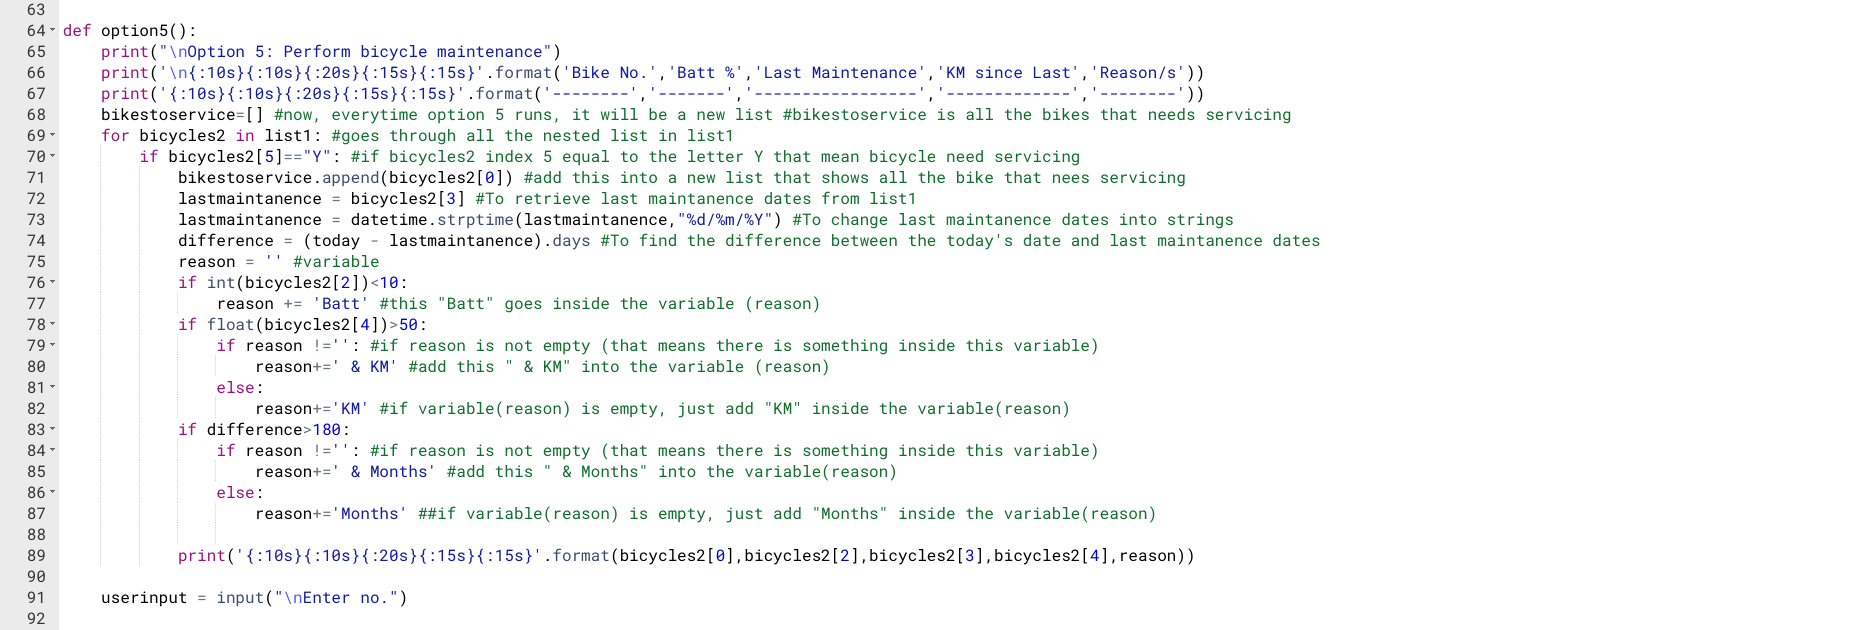 63
64 def option5():
65     print("\nOption 5: Perform bicycle maintenance")
66     print('\n{:10s}{:10s}{:20s}{:15s}{:15s}'.format('Bike No.','Batt %','Last Maintenance','KM since Last','Reason/s'))
67     print('{:10s}{:10s}{:20s}{:15s}{:15s}'.format('--------','-------','-----------------','-------------','--------'))
68     bikestoservice=[] #now, everytime option 5 runs, it will be a new list #bikestoservice is all the bikes that needs servicing
69     for bicycles2 in list1: #goes through all the nested list in list1
70         if bicycles2[5]=="Y": #if bicycles2 index 5 equal to the letter Y that mean bicycle need servicing
71             bikestoservice.append(bicycles2[0]) #add this into a new list that shows all the bike that nees servicing
72             lastmaintanence = bicycles2[3] #To retrieve last maintanence dates from list1
73             lastmaintanence = datetime.strptime(lastmaintanence,"%d/%m/%Y") #To change last maintanence dates into strings
74             difference = (today - lastmaintanence).days #To find the difference between the today's date and last maintanence dates
75             reason = '' #variable
76             if int(bicycles2[2])<10:
77                 reason += 'Batt' #this "Batt" goes inside the variable (reason)
78             if float(bicycles2[4])>50:
79                 if reason !='': #if reason is not empty (that means there is something inside this variable)
80                     reason+=' & KM' #add this " & KM" into the variable (reason)
81                 else:
82                     reason+='KM' #if variable(reason) is empty, just add "KM" inside the variable(reason)
83             if difference>180:
84                 if reason !='': #if reason is not empty (that means there is something inside this variable)
85                     reason+=' & Months' #add this " & Months" into the variable(reason)
86                 else:
87                     reason+='Months' ##if variable(reason) is empty, just add "Months" inside the variable(reason)
88
89             print('{:10s}{:10s}{:20s}{:15s}{:15s}'.format(bicycles2[0],bicycles2[2],bicycles2[3],bicycles2[4],reason))
90
91     userinput = input("\nEnter no.")
92